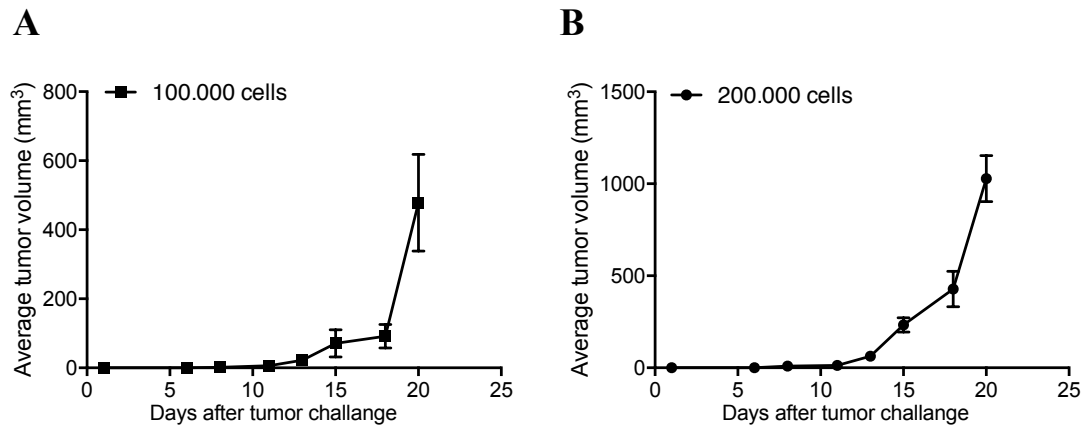 A
100.000 cells
Average tumor volume (mm³)
800
600
400
200
0
0 5 10 15 20 25
Days after tumor challange
B
200.000 cells
Average tumor volume (mm³)
1500
1000
500
0
0 5 10 15 20 25
Days after tumor challange